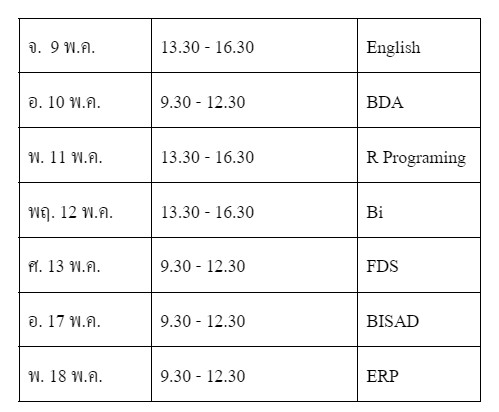 จ.  9 พ.ค. 13.30 - 16.30 English
อ. 10 พ.ค. 9.30 - 12.30 BDA
พ. 11 พ.ค. 13.30 - 16.30 R Programing
พฤ. 12 พ.ค. 13.30 - 16.30 Bi
ศ. 13 พ.ค. 9.30 - 12.30 FDS
อ. 17 พ.ค. 9.30 - 12.30 BISAD
พ. 18 พ.ค. 9.30 - 12.30 ERP